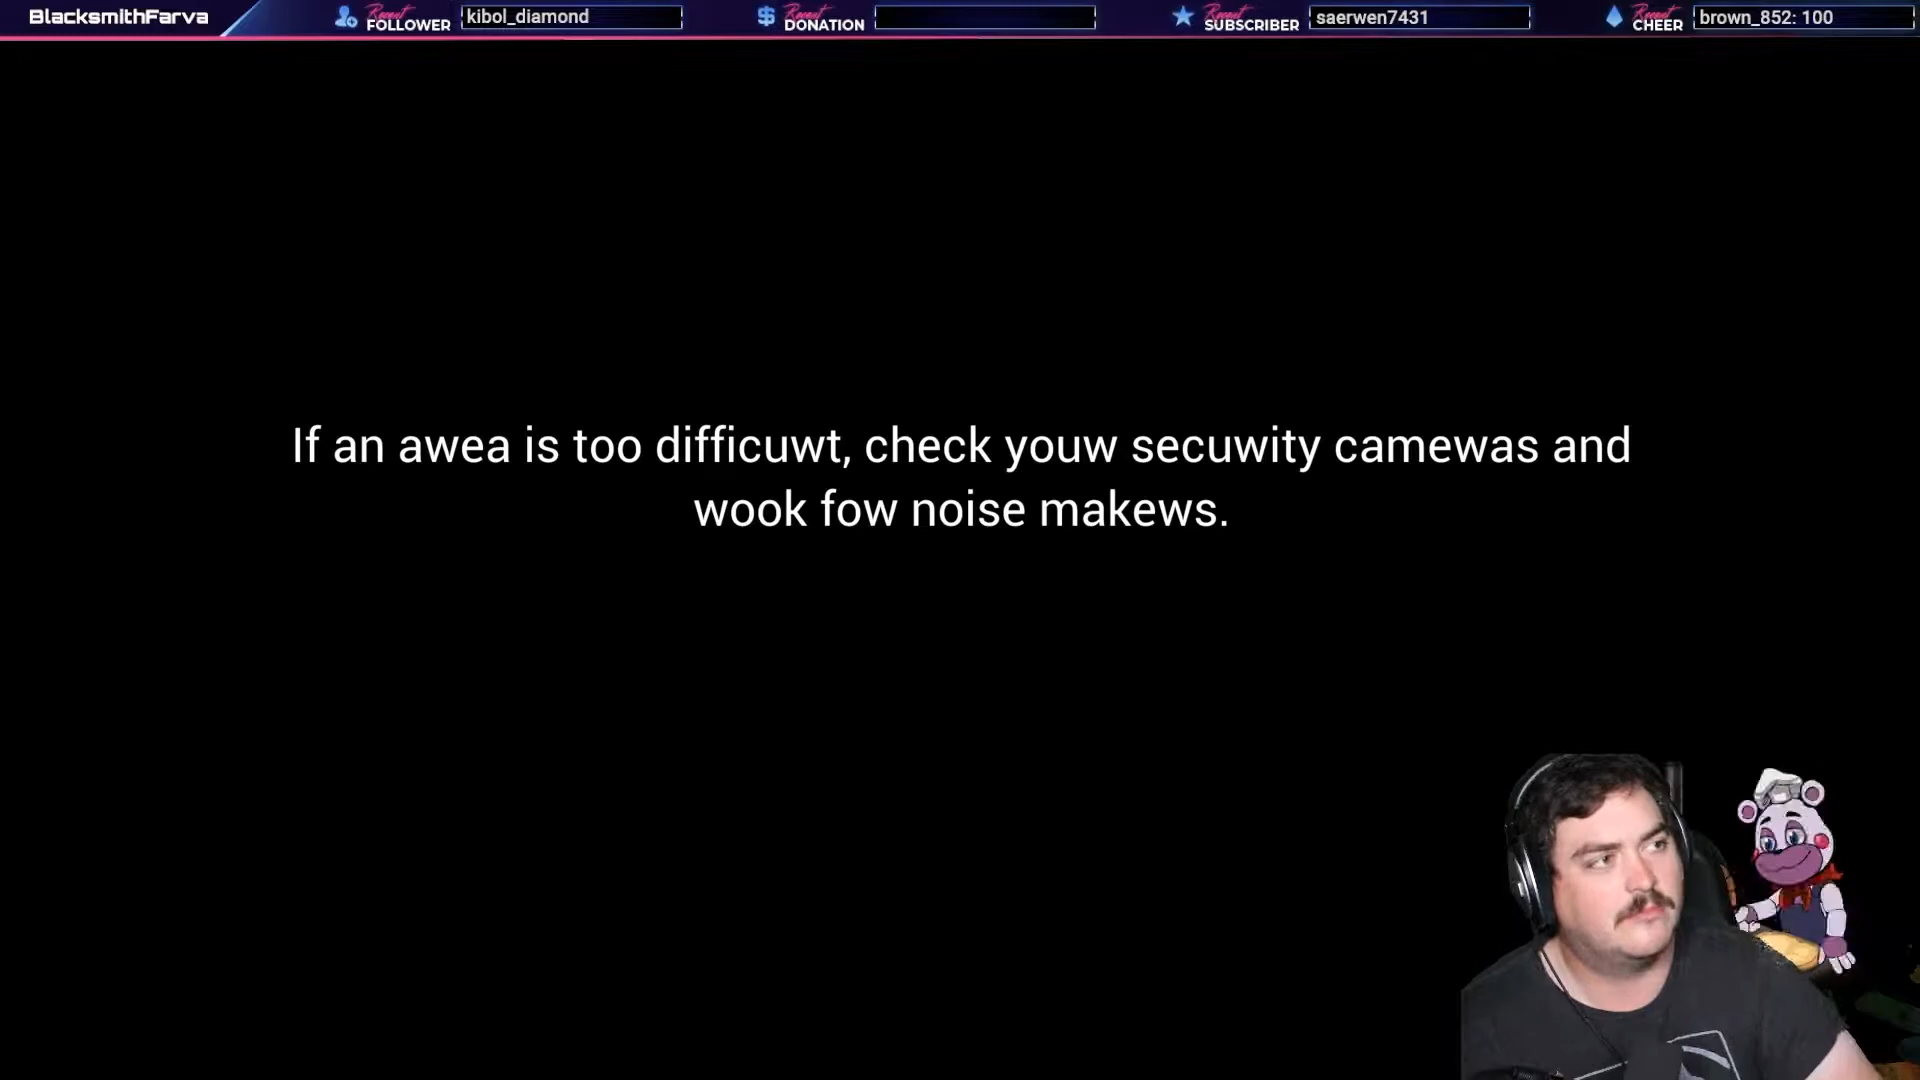 BlacksmithFarva
Recent FOLLOWER kibol_diamond
Recent DONATION
Recent SUBSCRIBER saerwen7431
Recent CHEER brown_852: 100
If an awea is too difficuwt, check youw secuwity camewas and
wook fow noise makews.